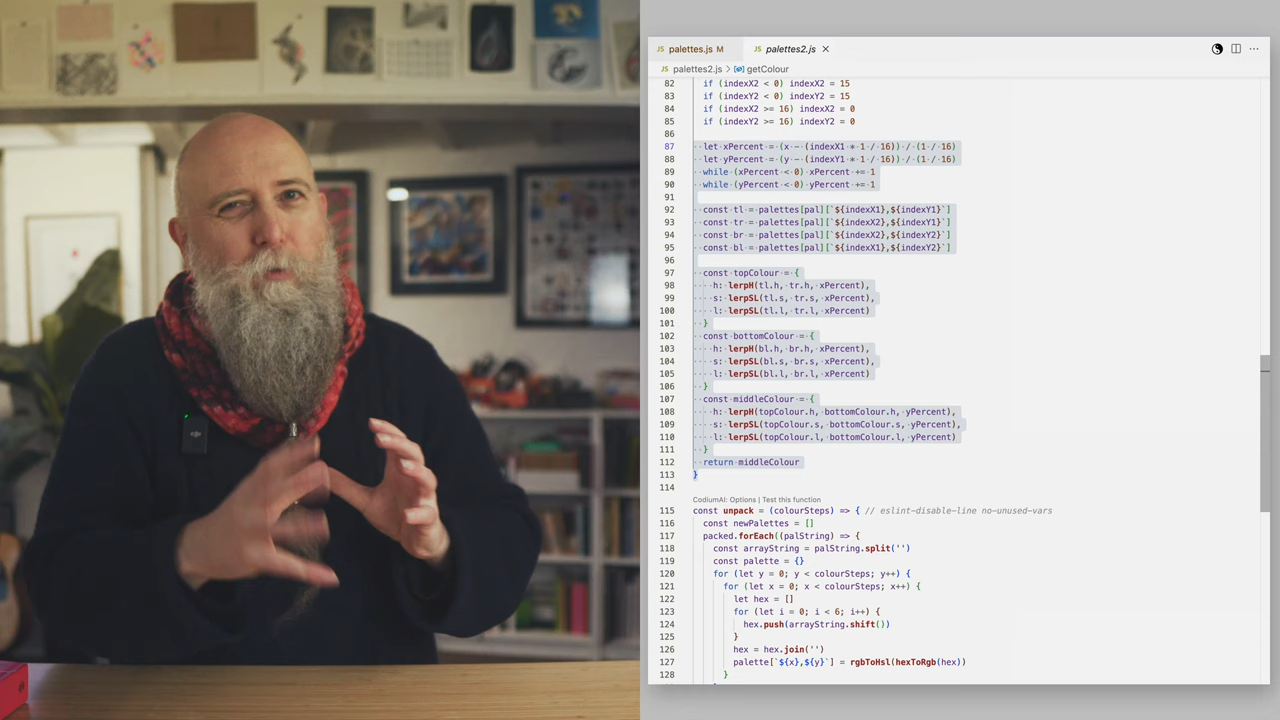 JS palettes.js M JS palettes2.js
JS palettes2.js > getColour
82 if (indexX2 < 0) indexX2 = 15
83 if (indexY2 < 0) indexY2 = 15
84 if (indexX2 >= 16) indexX2 = 0
85 if (indexY2 >= 16) indexY2 = 0
86
87 let xPercent = (x - (indexX1 * 1 / 16)) / (1 / 16)
88 let yPercent = (y - (indexY1 * 1 / 16)) / (1 / 16)
89 while (xPercent < 0) xPercent += 1
90 while (yPercent < 0) yPercent += 1
91
92 const tl = palettes[pal][`${indexX1},${indexY1}`]
93 const tr = palettes[pal][`${indexX2},${indexY1}`]
94 const br = palettes[pal][`${indexX2},${indexY2}`]
95 const bl = palettes[pal][`${indexX1},${indexY2}`]
96
97 const topColour = {
98 h: lerpH(tl.h, tr.h, xPercent),
99 s: lerpSL(tl.s, tr.s, xPercent),
100 l: lerpSL(tl.l, tr.l, xPercent)
101 }
102 const bottomColour = {
103 h: lerpH(bl.h, br.h, xPercent),
104 s: lerpSL(bl.s, br.s, xPercent),
105 l: lerpSL(bl.l, br.l, xPercent)
106 }
107 const middleColour = {
108 h: lerpH(topColour.h, bottomColour.h, yPercent),
109 s: lerpSL(topColour.s, bottomColour.s, yPercent),
110 l: lerpSL(topColour.l, bottomColour.l, yPercent)
111 }
112 return middleColour
113 }
114
CodiumAI: Options | Test this function
115 const unpack = (colourSteps) => { // eslint-disable-line no-unused-vars
116 const newPalettes = []
117 packed.forEach((palString) => {
118 const arrayString = palString.split('')
119 const palette = {}
120 for (let y = 0; y < colourSteps; y++) {
121 for (let x = 0; x < colourSteps; x++) {
122 let hex = []
123 for (let i = 0; i < 6; i++) {
124 hex.push(arrayString.shift())
125 }
126 hex = hex.join('')
127 palette[`${x},${y}`] = rgbToHsl(hexToRgb(hex))
128 }